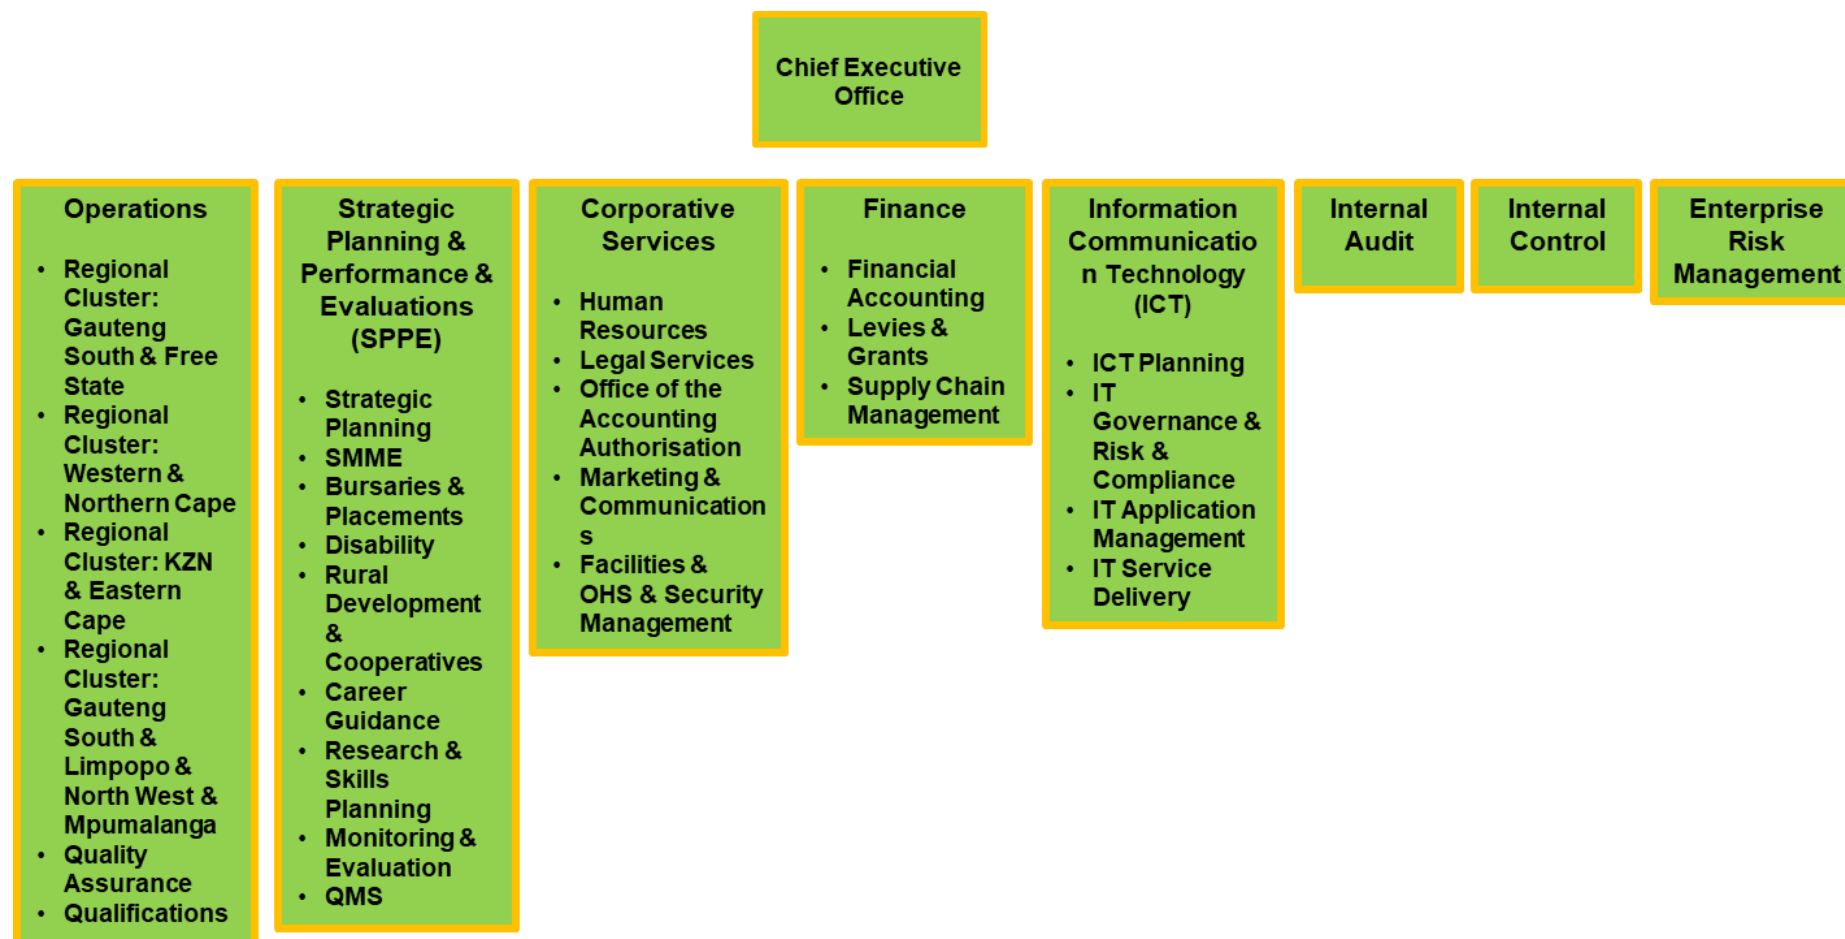 Chief Executive
Office
Operations
• Regional
Cluster:
Gauteng
South & Free
State
• Regional
Cluster:
Western &
Northern Cape
• Regional
Cluster: KZN
& Eastern
Cape
• Regional
Cluster:
Gauteng
South &
Limpopo &
North West &
Mpumalanga
• Quality
Assurance
• Qualifications
Strategic
Planning &
Performance &
Evaluations
(SPPE)
• Strategic
Planning
• SMME
• Bursaries &
Placements
• Disability
• Rural
Development
&
Cooperatives
• Career
Guidance
• Research &
Skills
Planning
• Monitoring &
Evaluation
• QMS
Corporative
Services
• Human
Resources
• Legal Services
• Office of the
Accounting
Authorisation
• Marketing &
Communication
s
• Facilities &
OHS & Security
Management
Finance
• Financial
Accounting
• Levies &
Grants
• Supply Chain
Management
Information
Communicatio
n Technology
(ICT)
• ICT Planning
• IT
Governance &
Risk &
Compliance
• IT Application
Management
• IT Service
Delivery
Internal
Audit
Internal
Control
Enterprise
Risk
Management